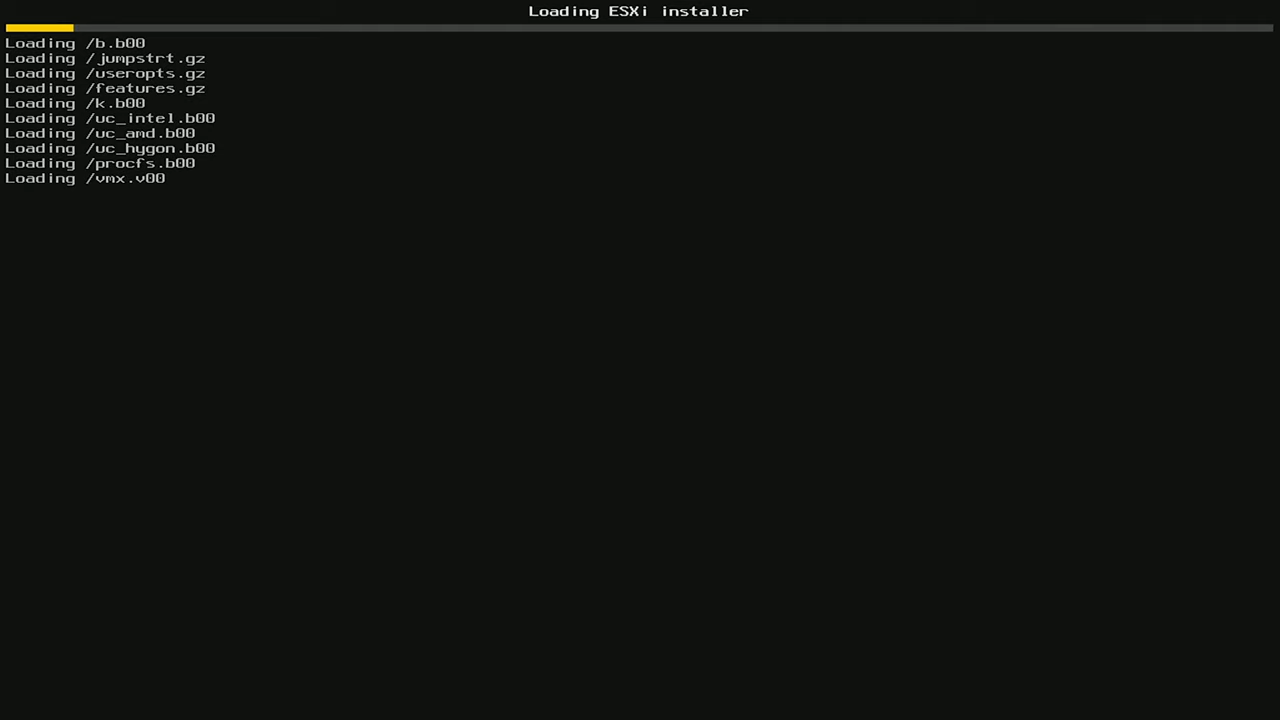 Loading ESXi installer
Loading /b.b00
Loading /jumpstrt.gz
Loading /useropts.gz
Loading /features.gz
Loading /k.b00
Loading /uc_intel.b00
Loading /uc_amd.b00
Loading /uc_hygon.b00
Loading /procfs.b00
Loading /vmx.v00